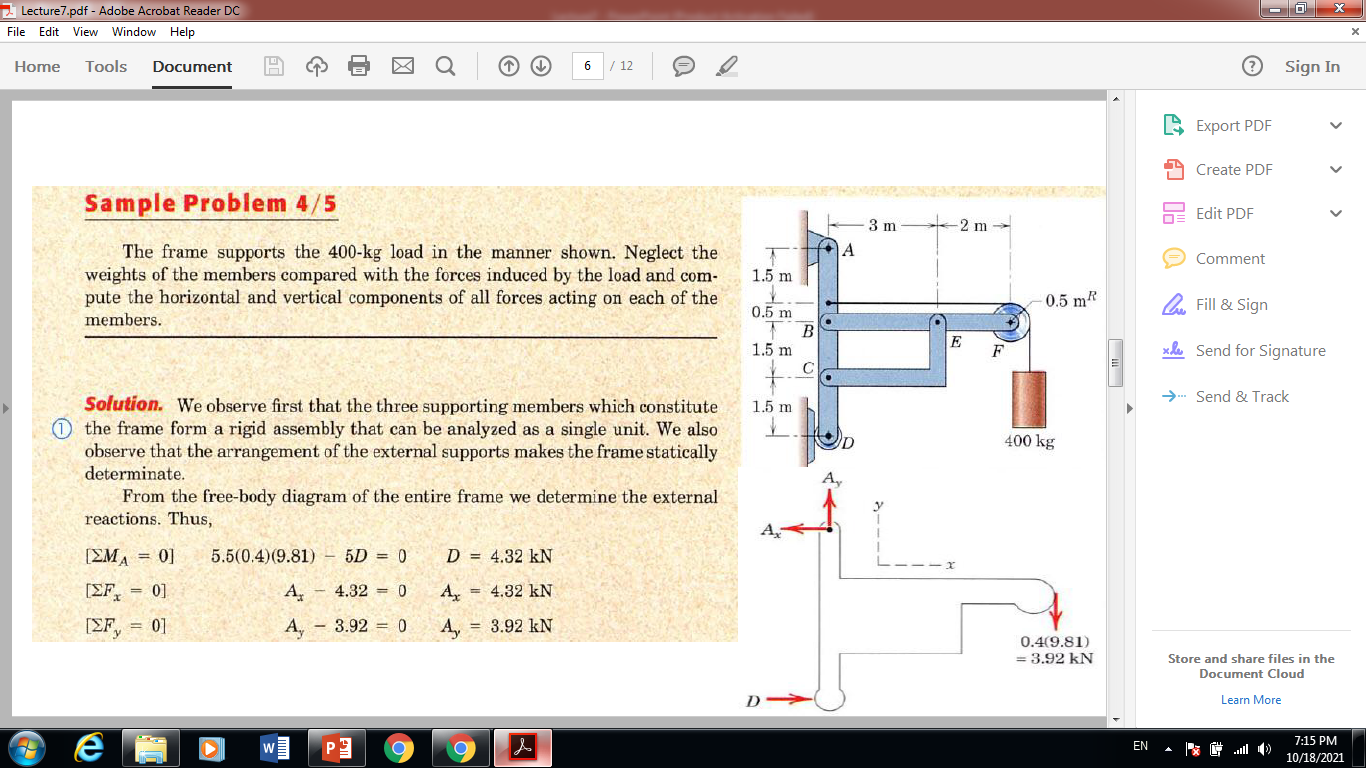 Lecture7.pdf - Adobe Acrobat Reader DC
File Edit View Window Help
Home Tools Document 6 / 12 Sign In
Export PDF
Create PDF
Edit PDF
Comment
Fill & Sign
Send for Signature
Send & Track
Store and share files in the
Document Cloud
Learn More
Sample Problem 4/5
The frame supports the 400-kg load in the manner shown. Neglect the
weights of the members compared with the forces induced by the load and com-
pute the horizontal and vertical components of all forces acting on each of the
members.
Solution. We observe first that the three supporting members which constitute
① the frame form a rigid assembly that can be analyzed as a single unit. We also
observe that the arrangement of the external supports makes the frame statically
determinate.
From the free-body diagram of the entire frame we determine the external
reactions. Thus,
[ΣM_A = 0] 5.5(0.4)(9.81) − 5D = 0 D = 4.32 kN
[ΣF_x = 0] A_x − 4.32 = 0 A_x = 4.32 kN
[ΣF_y = 0] A_y − 3.92 = 0 A_y = 3.92 kN
3 m 2 m
A
1.5 m
0.5 m^R
0.5 m
B
E
F
1.5 m
C
1.5 m
D
400 kg
A_y
y
A_x
x
0.4(9.81)
= 3.92 kN
D
EN
7:15 PM
10/18/2021